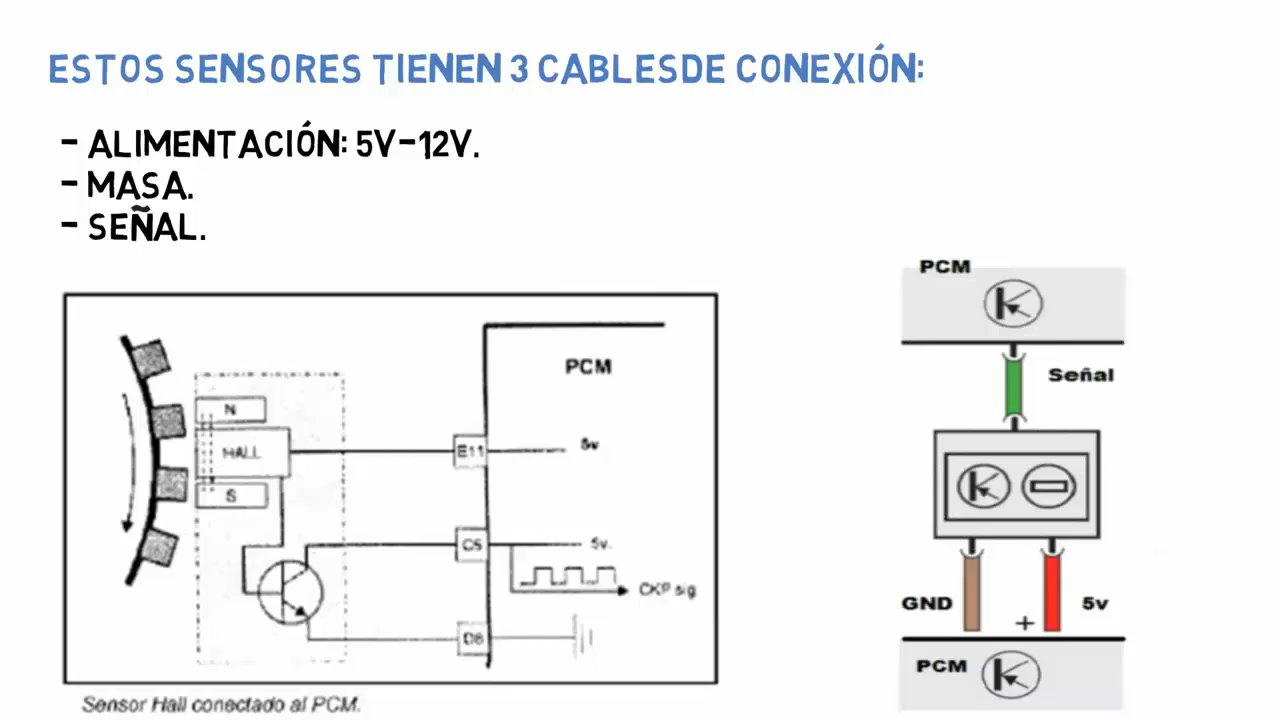 ESTOS SENSORES TIENEN 3 CABLESDE CONEXIÓN:
- ALIMENTACIÓN: 5V-12V.
- MASA.
- SEÑAL.
PCM
N
HALL
S
E11
5v
C5
5v.
CKP sig
D8
Sensor Hall conectado al PCM.
PCM
Señal
GND
+
5v
PCM